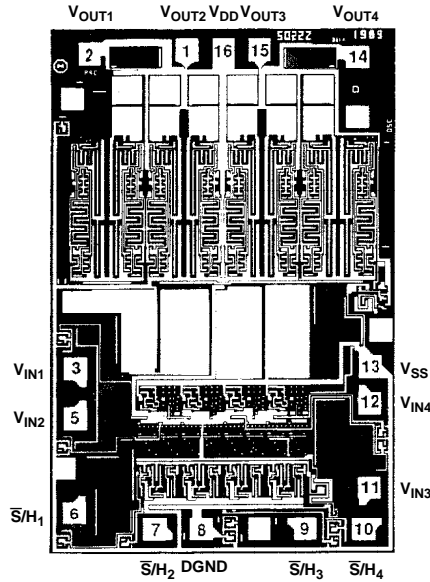 VOUT1 VOUT2 VDD VOUT3 VOUT4
1989
2 1 16 15 14
VIN1 3 13 VSS
VIN2 5 12 VIN4
S̅/H1 6 11 VIN3
7 8 9 10
S̅/H2 DGND S̅/H3 S̅/H4